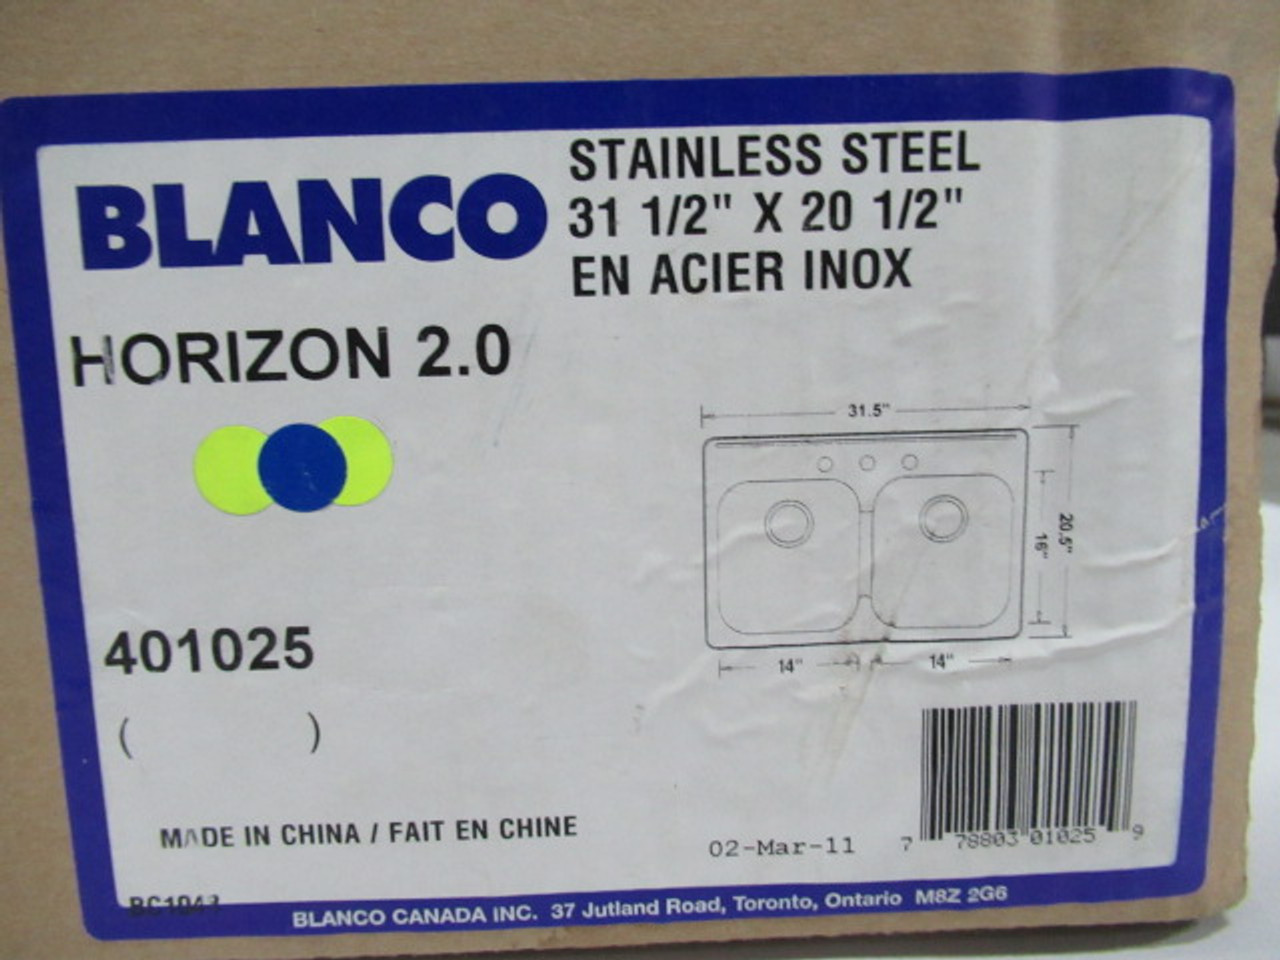 BLANCO
STAINLESS STEEL
31 1/2" X 20 1/2"
EN ACIER INOX
HORIZON 2.0
31.5"
20.5"
16"
14" 14"
401025
( )
MADE IN CHINA / FAIT EN CHINE
02-Mar-11
7 78803 01025 9
BLANCO CANADA INC. 37 Jutland Road, Toronto, Ontario M8Z 2G6